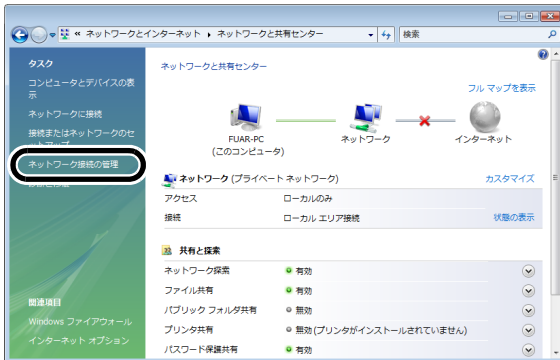 « ネットワークとインターネット ▸ ネットワークと共有センター
検索
タスク
コンピュータとデバイスの表示
ネットワークに接続
接続またはネットワークのセットアップ
ネットワーク接続の管理
関連項目
Windows ファイアウォール
インターネット オプション
ネットワークと共有センター
フル マップを表示
FUAR-PC
(このコンピュータ)
ネットワーク
インターネット
ネットワーク (プライベート ネットワーク)
カスタマイズ
アクセス
ローカルのみ
接続
ローカル エリア接続
状態の表示
共有と探索
ネットワーク探索
有効
ファイル共有
有効
パブリック フォルダ共有
無効
プリンタ共有
無効 (プリンタがインストールされていません)
パスワード保護共有
有効